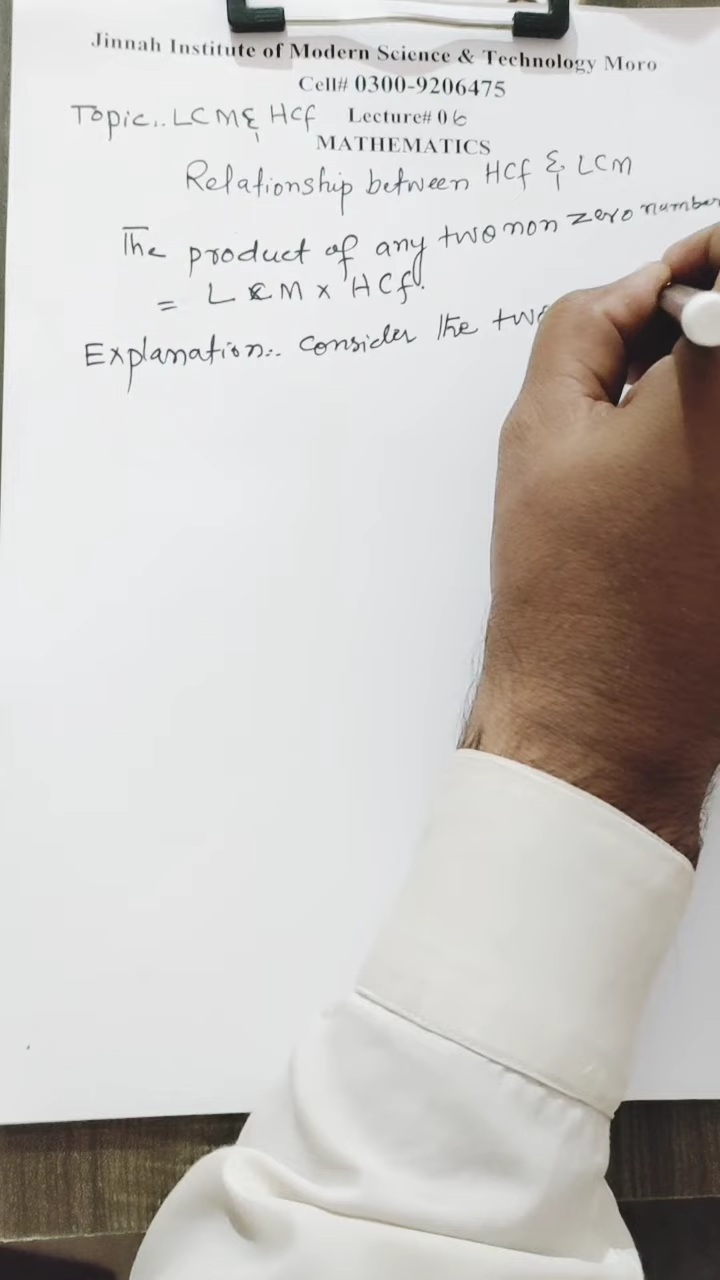 Jinnah Institute of Modern Science & Technology Moro
Cell# 0300-9206475
Topic.. LCM & HCf Lecture# 06
MATHEMATICS
Relationship between HCf & LCM
The product of any two non zero number
= LCM x HCf.
Explanation:. Consider the two